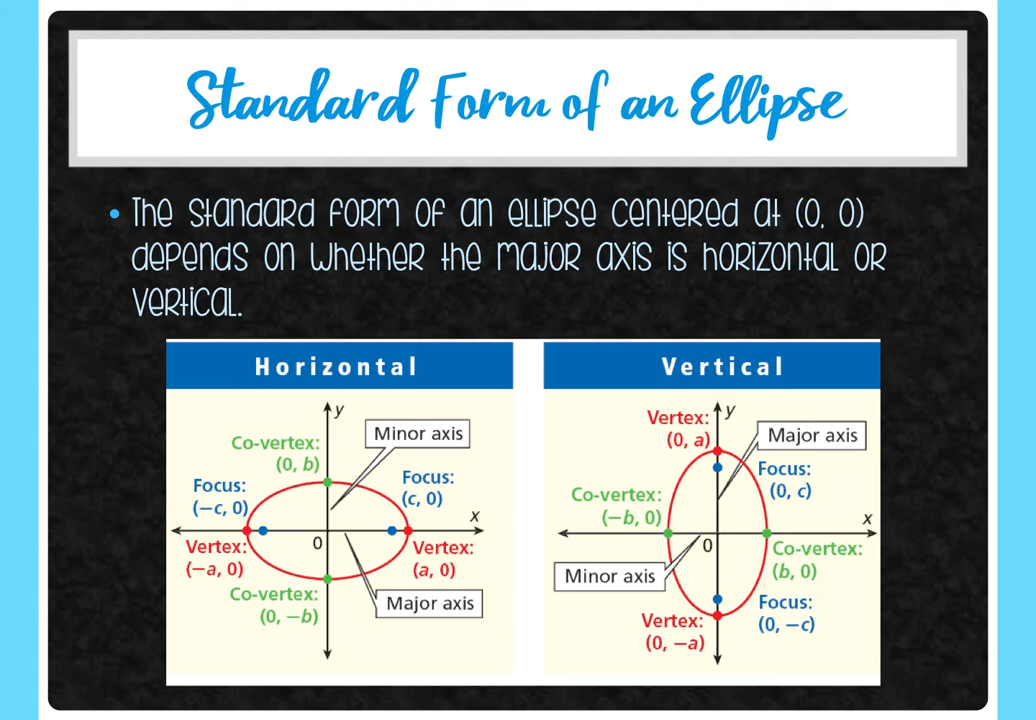 Standard Form of an Ellipse
• The standard form of an ellipse centered at (0, 0)
depends on whether the major axis is horizontal or
vertical.
Horizontal
y
Minor axis
Co-vertex:
(0, b)
Focus:
(−c, 0)
Focus:
(c, 0)
x
0
Vertex:
(−a, 0)
Vertex:
(a, 0)
Co-vertex:
(0, −b)
Major axis
Vertical
Vertex:
(0, a)
y
Major axis
Focus:
(0, c)
Co-vertex:
(−b, 0)
x
0
Co-vertex:
(b, 0)
Minor axis
Focus:
(0, −c)
Vertex:
(0, −a)